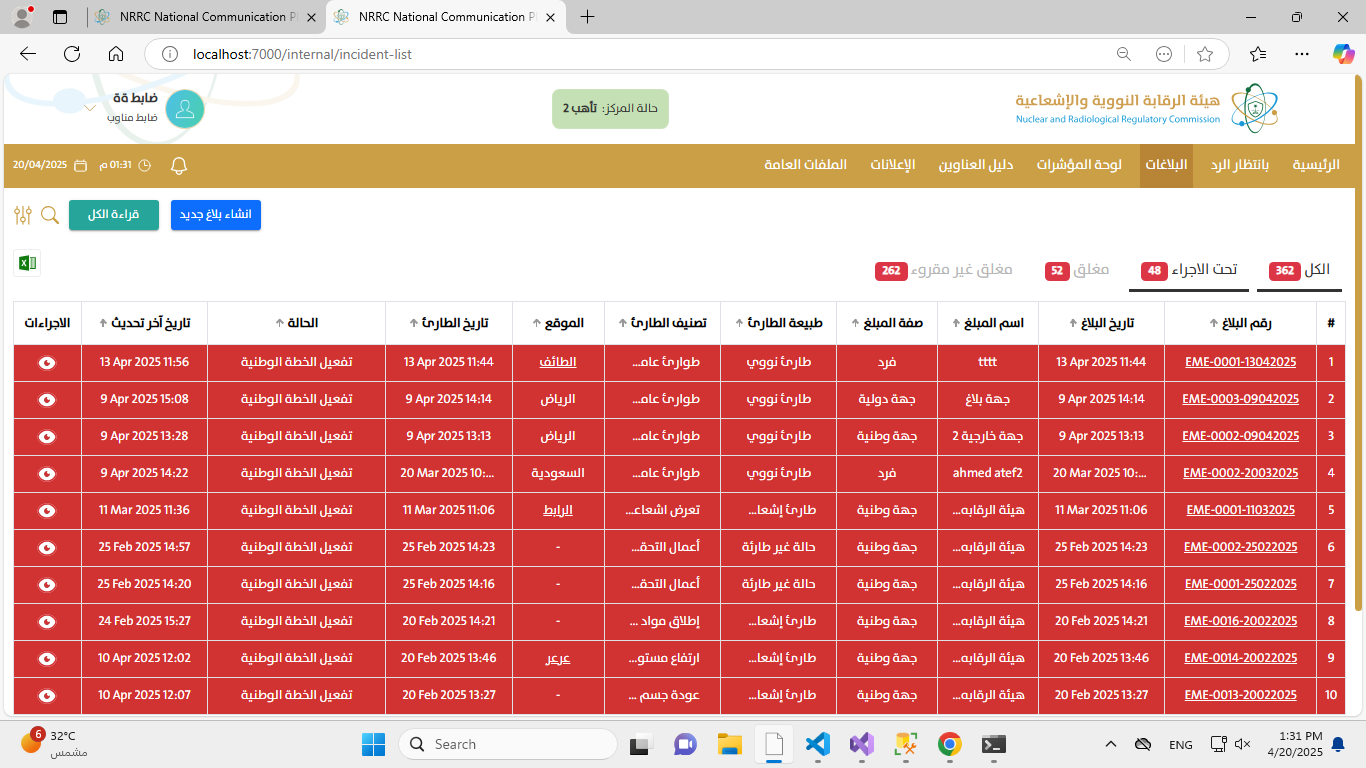 NRRC National Communication P
NRRC National Communication P
localhost:7000/internal/incident-list
هيئة الرقابة النووية والإشعاعية
Nuclear and Radiological Regulatory Commission
حالة المركز: تأهب 2
ضابط ةة
ضابط مناوب
الرئيسية
بانتظار الرد
البلاغات
لوحة المؤشرات
دليل العناوين
الإعلانات
الملفات العامة
01:31 م
20/04/2025
انشاء بلاغ جديد
قراءة الكل
الكل 362
تحت الاجراء 48
مغلق 52
مغلق غير مقروء 262
# رقم البلاغ تاريخ البلاغ اسم المبلغ صفة المبلغ طبيعة الطارئ تصنيف الطارئ الموقع تاريخ الطارئ الحالة تاريخ آخر تحديث الاجراءات
1 EME-0001-13042025 13 Apr 2025 11:44 tttt فرد طارئ نووي طوارئ عامـ... الطائف 13 Apr 2025 11:44 تفعيل الخطة الوطنية 13 Apr 2025 11:56
2 EME-0003-09042025 9 Apr 2025 14:14 جهة بلاغ جهة دولية طارئ نووي طوارئ عامـ... الرياض 9 Apr 2025 14:14 تفعيل الخطة الوطنية 9 Apr 2025 15:08
3 EME-0002-09042025 9 Apr 2025 13:13 جهة خارجية 2 جهة وطنية طارئ نووي طوارئ عامـ... الرياض 9 Apr 2025 13:13 تفعيل الخطة الوطنية 9 Apr 2025 13:28
4 EME-0002-20032025 20 Mar 2025 10:... ahmed atef2 فرد طارئ نووي طوارئ عامـ... السعودية 20 Mar 2025 10:... تفعيل الخطة الوطنية 9 Apr 2025 14:22
5 EME-0001-11032025 11 Mar 2025 11:06 هيئة الرقابه... جهة وطنية طارئ إشعا... تعرض اشعاعـ... الرابط 11 Mar 2025 11:06 تفعيل الخطة الوطنية 11 Mar 2025 11:36
6 EME-0002-25022025 25 Feb 2025 14:23 هيئة الرقابه... جهة وطنية حالة غير طارئة أعمال التحقـ... - 25 Feb 2025 14:23 تفعيل الخطة الوطنية 25 Feb 2025 14:57
7 EME-0001-25022025 25 Feb 2025 14:16 هيئة الرقابه... جهة وطنية حالة غير طارئة أعمال التحقـ... - 25 Feb 2025 14:16 تفعيل الخطة الوطنية 25 Feb 2025 14:20
8 EME-0016-20022025 20 Feb 2025 14:21 هيئة الرقابه... جهة وطنية طارئ إشعا... إطلاق مواد ... - 20 Feb 2025 14:21 تفعيل الخطة الوطنية 24 Feb 2025 15:27
9 EME-0014-20022025 20 Feb 2025 13:46 هيئة الرقابه... جهة وطنية طارئ إشعا... ارتفاع مستو... عرعر 20 Feb 2025 13:46 تفعيل الخطة الوطنية 10 Apr 2025 12:02
10 EME-0013-20022025 20 Feb 2025 13:27 هيئة الرقابه... جهة وطنية طارئ إشعا... عودة جسم ... - 20 Feb 2025 13:27 تفعيل الخطة الوطنية 10 Apr 2025 12:07
6
32°C
مشمس
Search
ENG
1:31 PM
4/20/2025